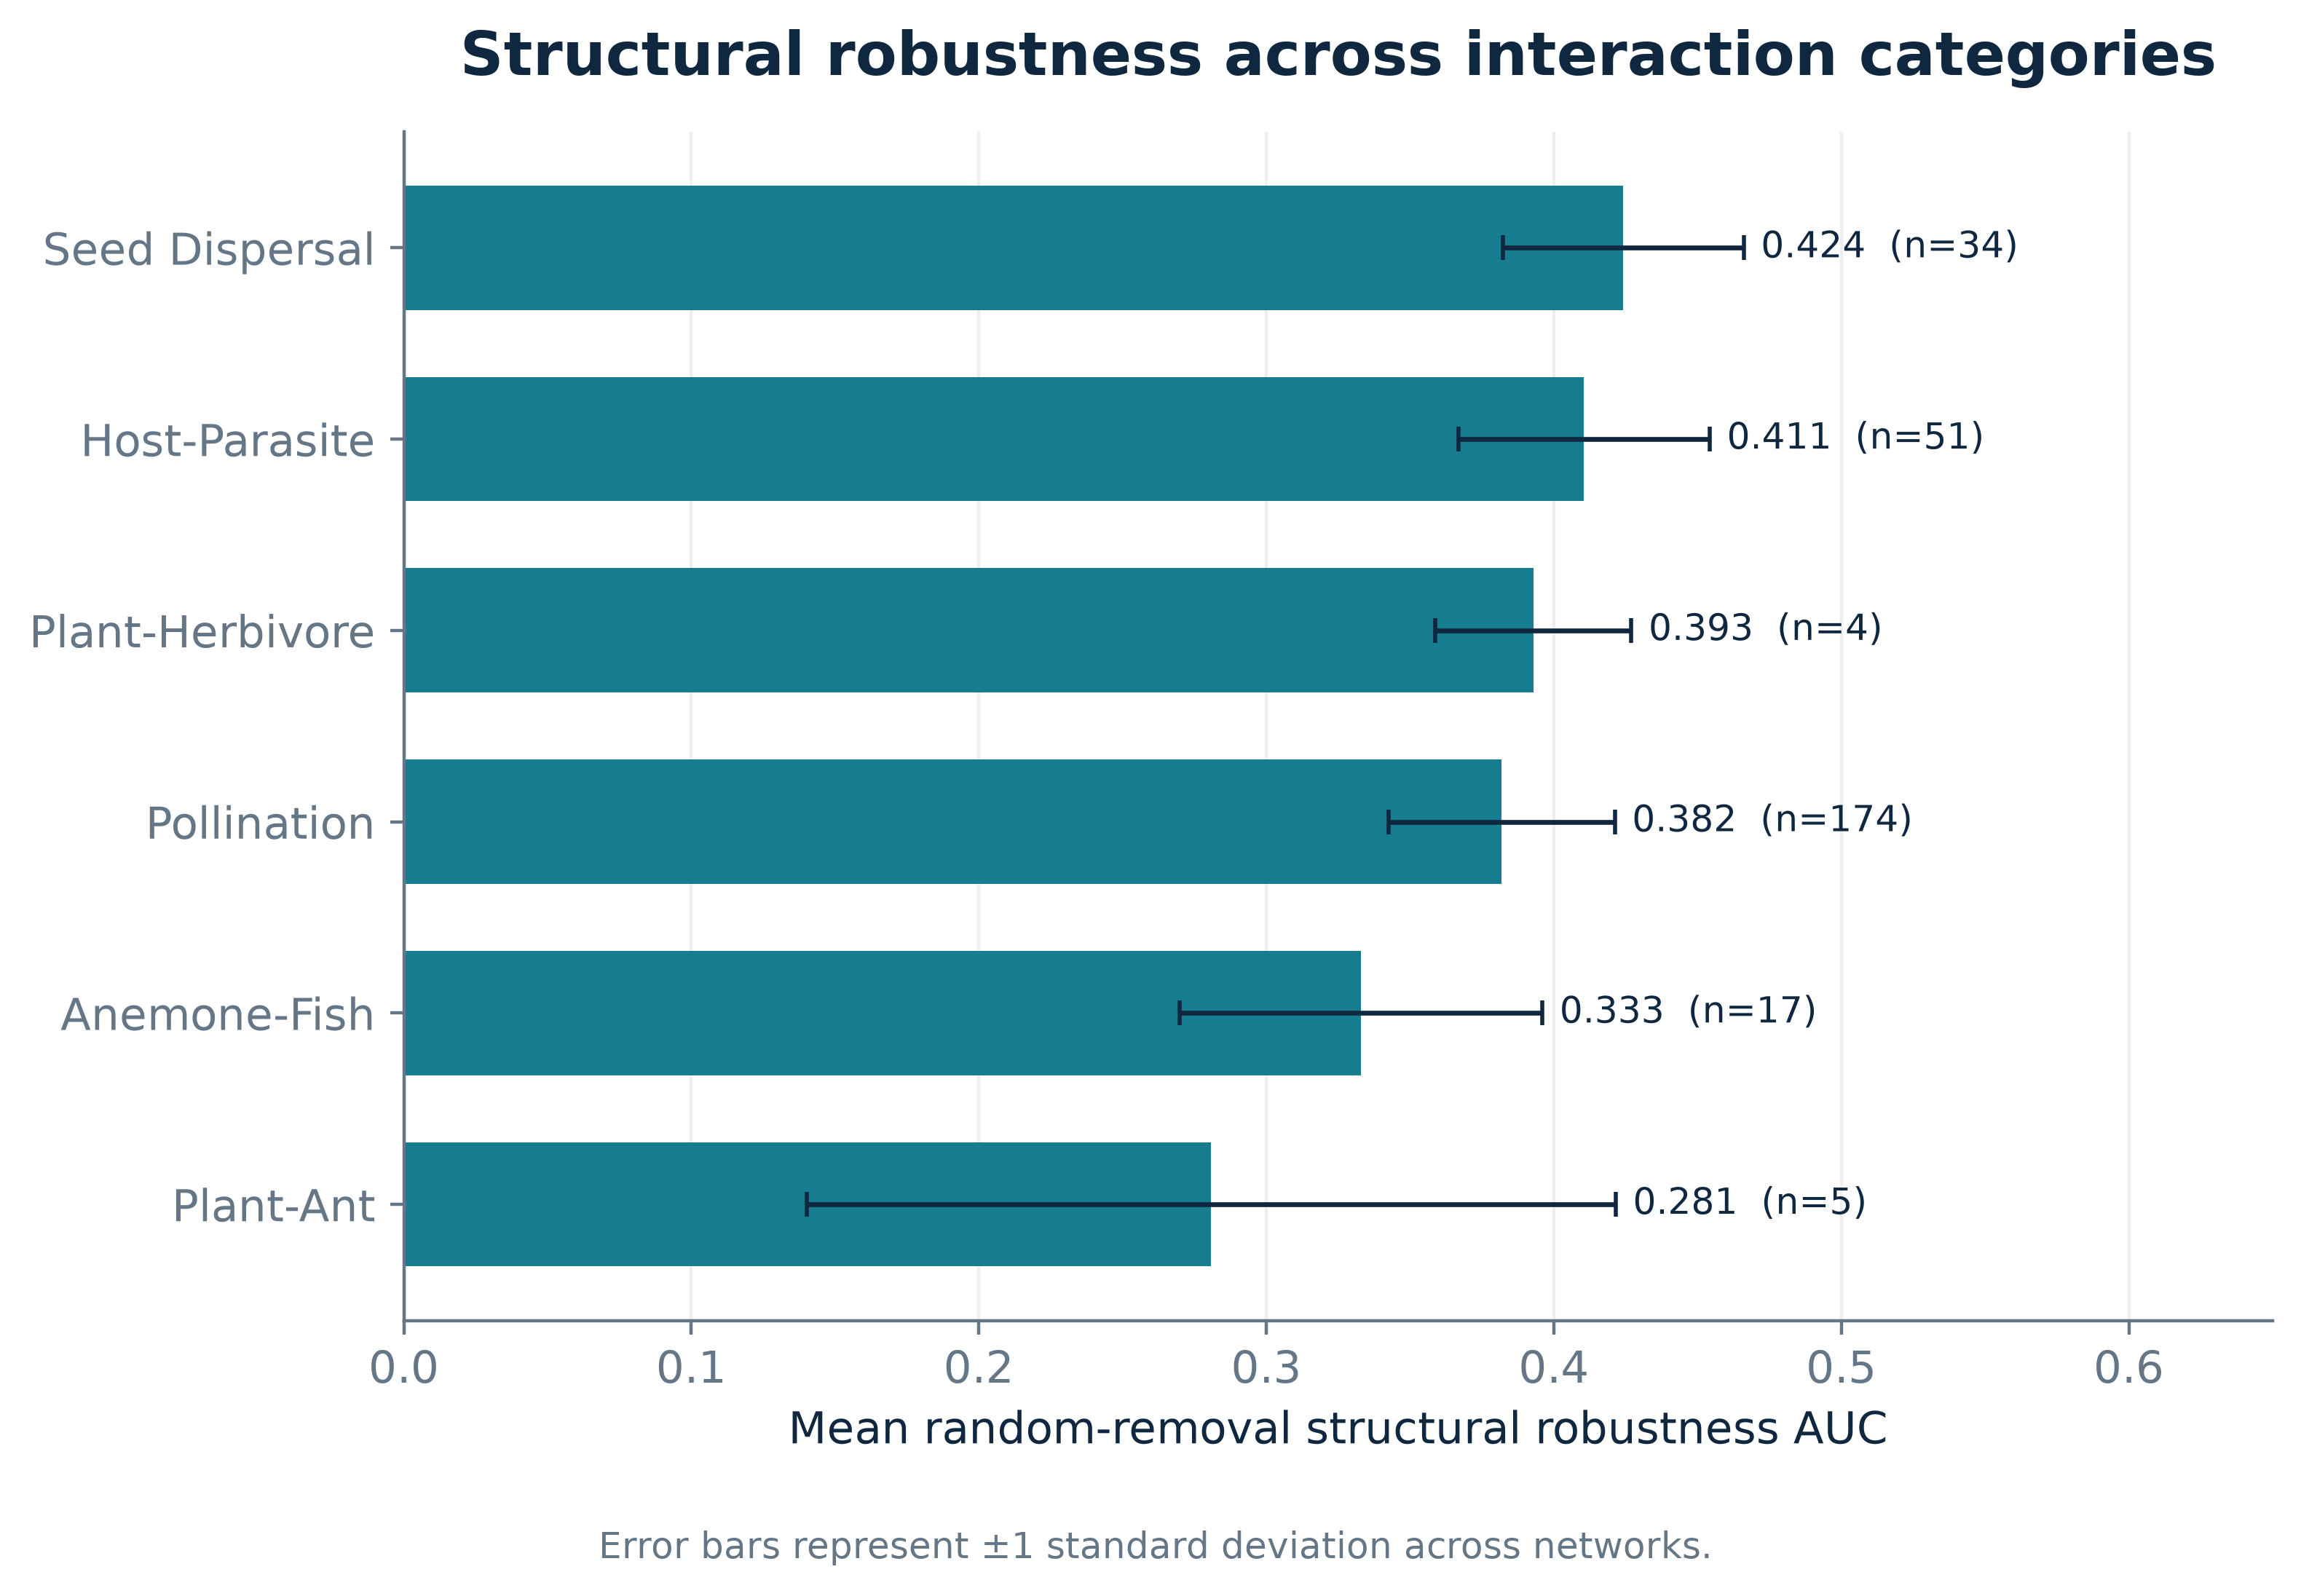 Structural robustness across interaction categories
Seed Dispersal
0.424 (n=34)
Host-Parasite
0.411 (n=51)
Plant-Herbivore
0.393 (n=4)
Pollination
0.382 (n=174)
Anemone-Fish
0.333 (n=17)
Plant-Ant
0.281 (n=5)
0.0 0.1 0.2 0.3 0.4 0.5 0.6
Mean random-removal structural robustness AUC
Error bars represent ±1 standard deviation across networks.